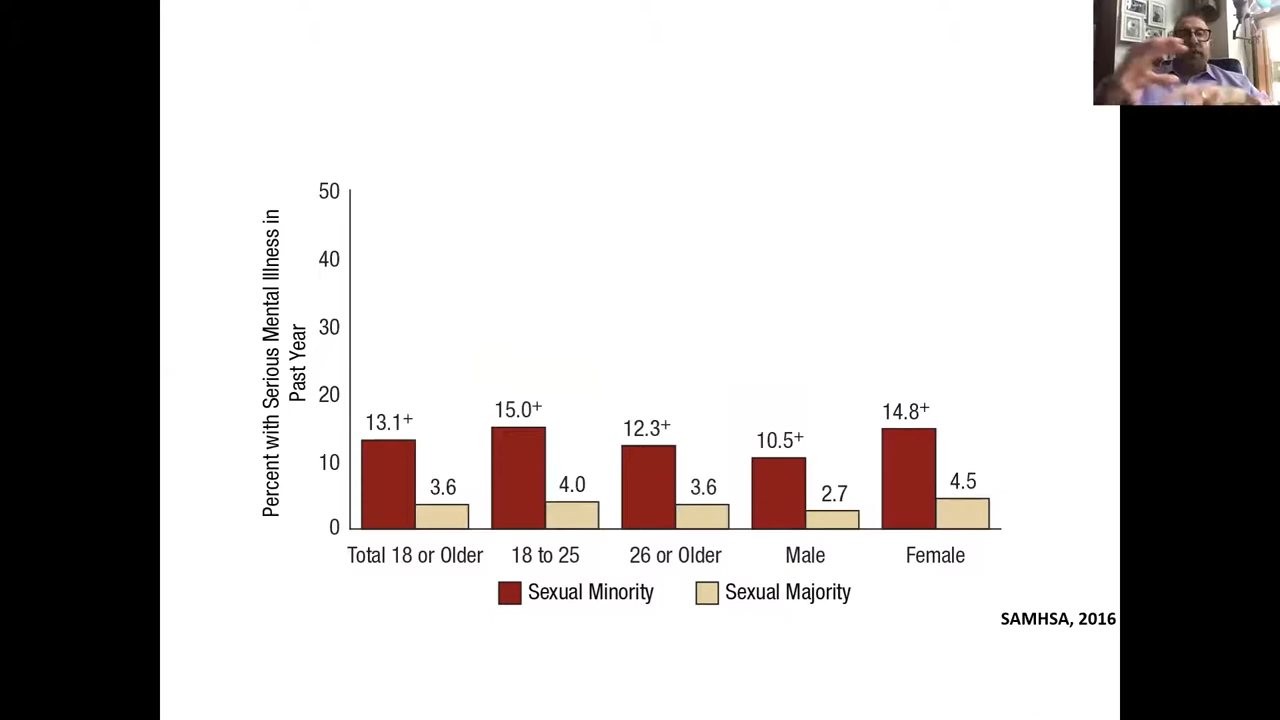 Percent with Serious Mental Illness in
Past Year
50
40
30
20
10
0
13.1+
3.6
15.0+
4.0
12.3+
3.6
10.5+
2.7
14.8+
4.5
Total 18 or Older
18 to 25
26 or Older
Male
Female
Sexual Minority
Sexual Majority
SAMHSA, 2016